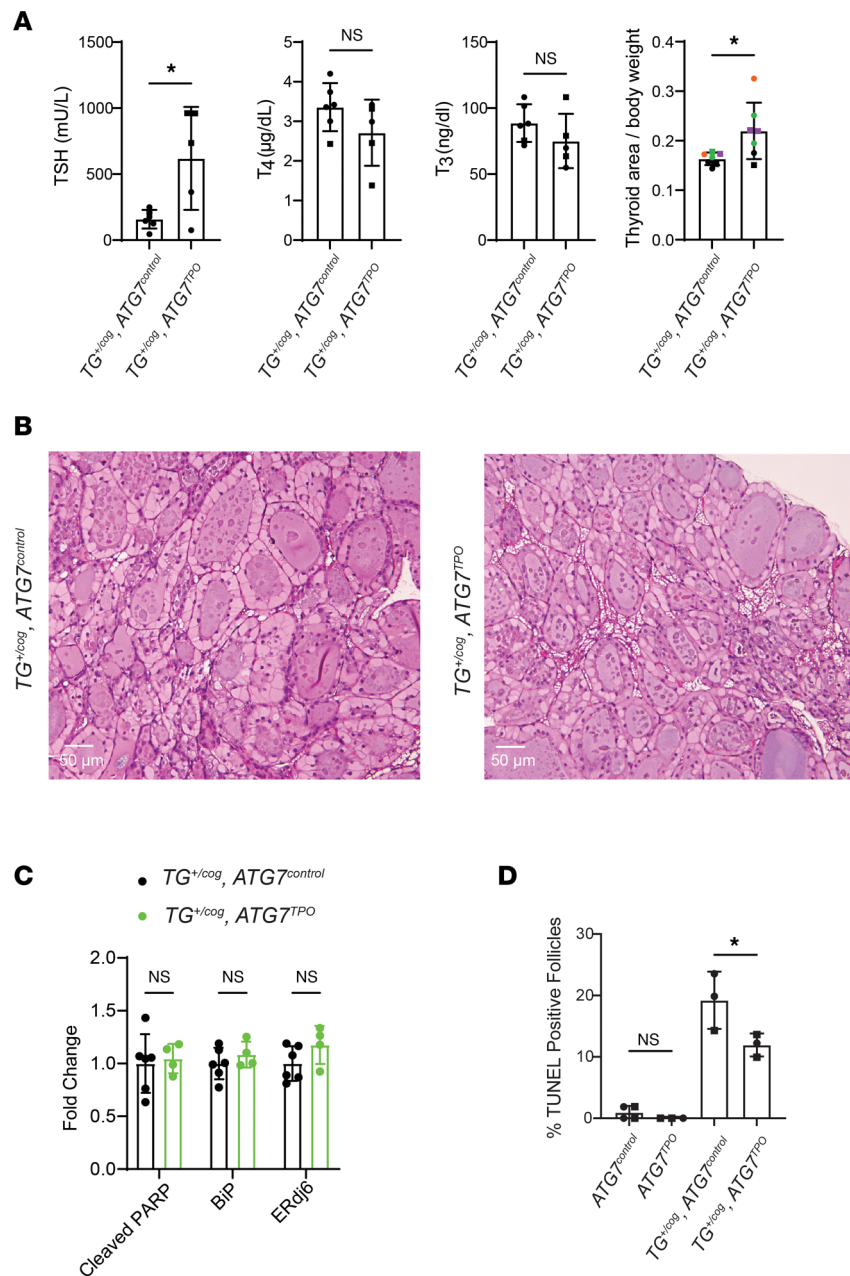 A
TSH (mU/L)
1500
1000
500
0
*
TG+/cog, ATG7control
TG+/cog, ATG7TPO
T4 (µg/dL)
5
4
3
2
1
0
NS
TG+/cog, ATG7control
TG+/cog, ATG7TPO
T3 (ng/dl)
150
100
50
0
NS
TG+/cog, ATG7control
TG+/cog, ATG7TPO
Thyroid area / body weight
0.4
0.3
0.2
0.1
0.0
*
TG+/cog, ATG7control
TG+/cog, ATG7TPO
B
TG+/cog, ATG7control
50 µm
TG+/cog, ATG7TPO
50 µm
C
TG+/cog, ATG7control
TG+/cog, ATG7TPO
Fold Change
2.0
1.5
1.0
0.5
0.0
NS
NS
NS
Cleaved PARP
BiP
ERdj6
D
% TUNEL Positive Follicles
30
20
10
0
NS
*
ATG7control
ATG7TPO
TG+/cog, ATG7control
TG+/cog, ATG7TPO